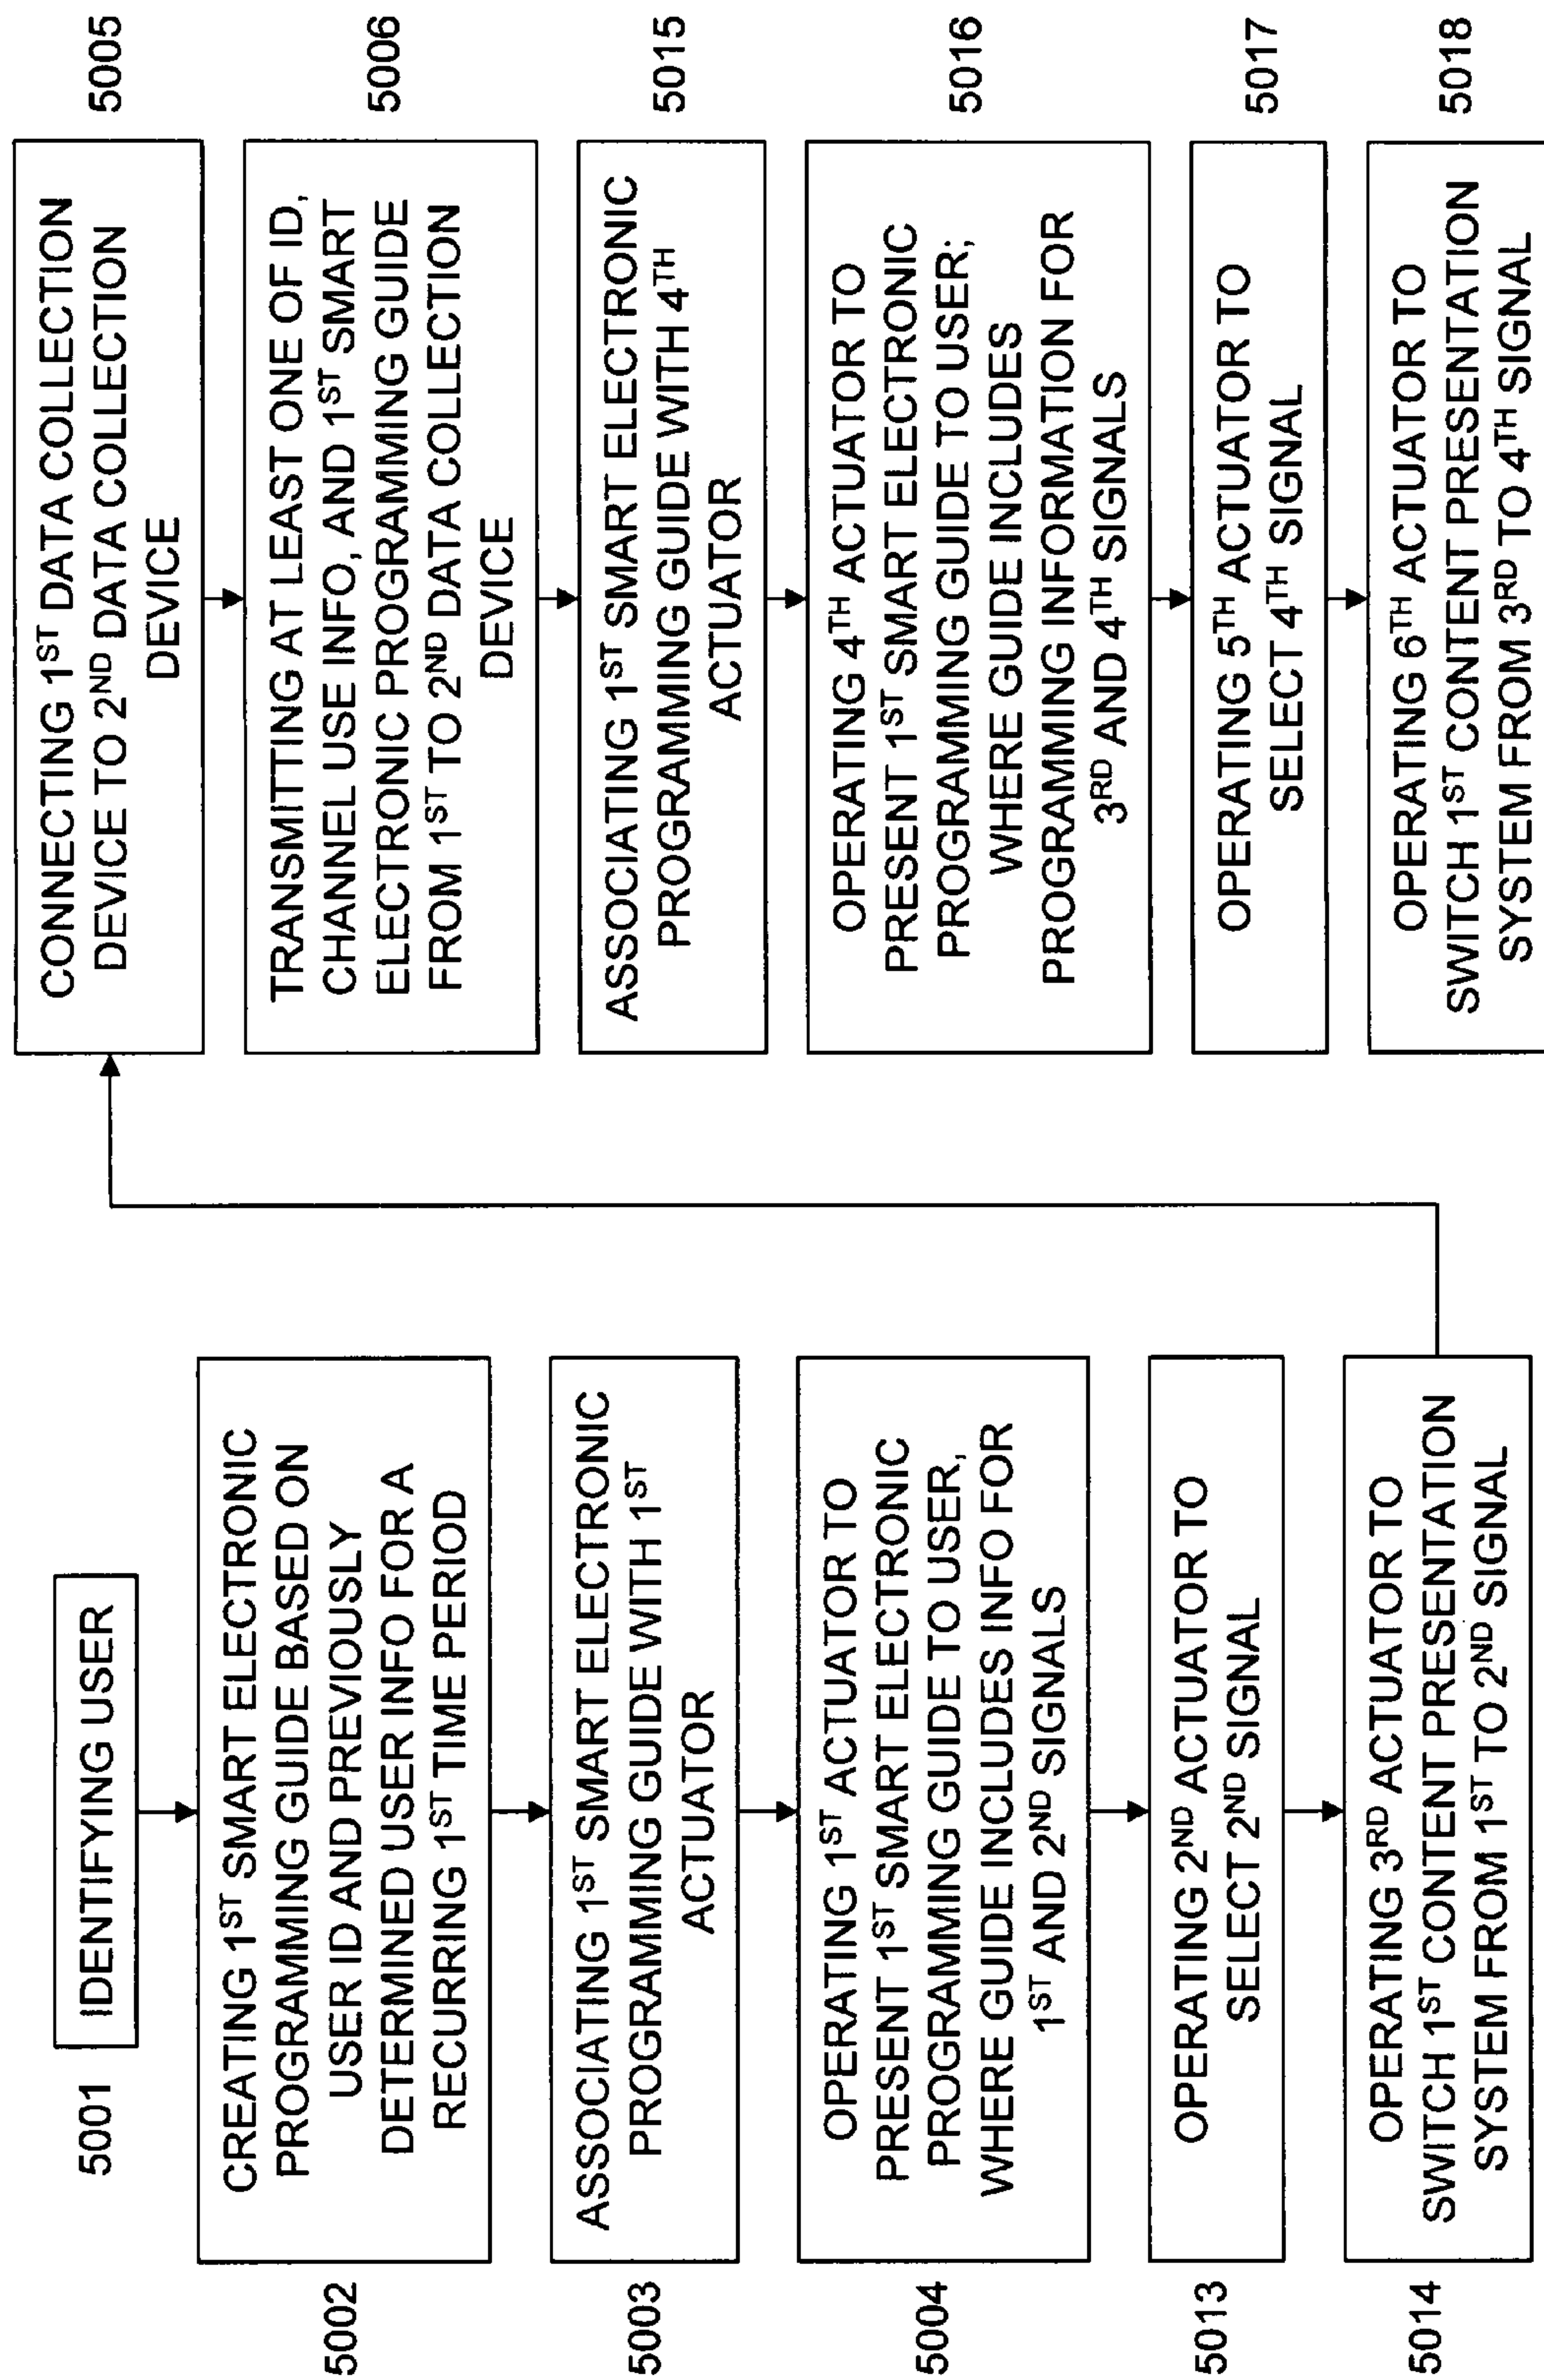 5001
IDENTIFYING USER
5002
CREATING 1ST SMART ELECTRONIC
PROGRAMMING GUIDE BASED ON
USER ID AND PREVIOUSLY
DETERMINED USER INFO FOR A
RECURRING 1ST TIME PERIOD
5003
ASSOCIATING 1ST SMART ELECTRONIC
PROGRAMMING GUIDE WITH 1ST
ACTUATOR
5004
OPERATING 1ST ACTUATOR TO
PRESENT 1ST SMART ELECTRONIC
PROGRAMMING GUIDE TO USER,
WHERE GUIDE INCLUDES INFO FOR
1ST AND 2ND SIGNALS
5013
OPERATING 2ND ACTUATOR TO
SELECT 2ND SIGNAL
5014
OPERATING 3RD ACTUATOR TO
SWITCH 1ST CONTENT PRESENTATION
SYSTEM FROM 1ST TO 2ND SIGNAL
CONNECTING 1ST DATA COLLECTION
DEVICE TO 2ND DATA COLLECTION
DEVICE
5005
TRANSMITTING AT LEAST ONE OF ID,
CHANNEL USE INFO, AND 1ST SMART
ELECTRONIC PROGRAMMING GUIDE
FROM 1ST TO 2ND DATA COLLECTION
DEVICE
5006
ASSOCIATING 1ST SMART ELECTRONIC
PROGRAMMING GUIDE WITH 4TH
ACTUATOR
5015
OPERATING 4TH ACTUATOR TO
PRESENT 1ST SMART ELECTRONIC
PROGRAMMING GUIDE TO USER;
WHERE GUIDE INCLUDES
PROGRAMMING INFORMATION FOR
3RD AND 4TH SIGNALS
5016
OPERATING 5TH ACTUATOR TO
SELECT 4TH SIGNAL
5017
OPERATING 6TH ACTUATOR TO
SWITCH 1ST CONTENT PRESENTATION
SYSTEM FROM 3RD TO 4TH SIGNAL
5018